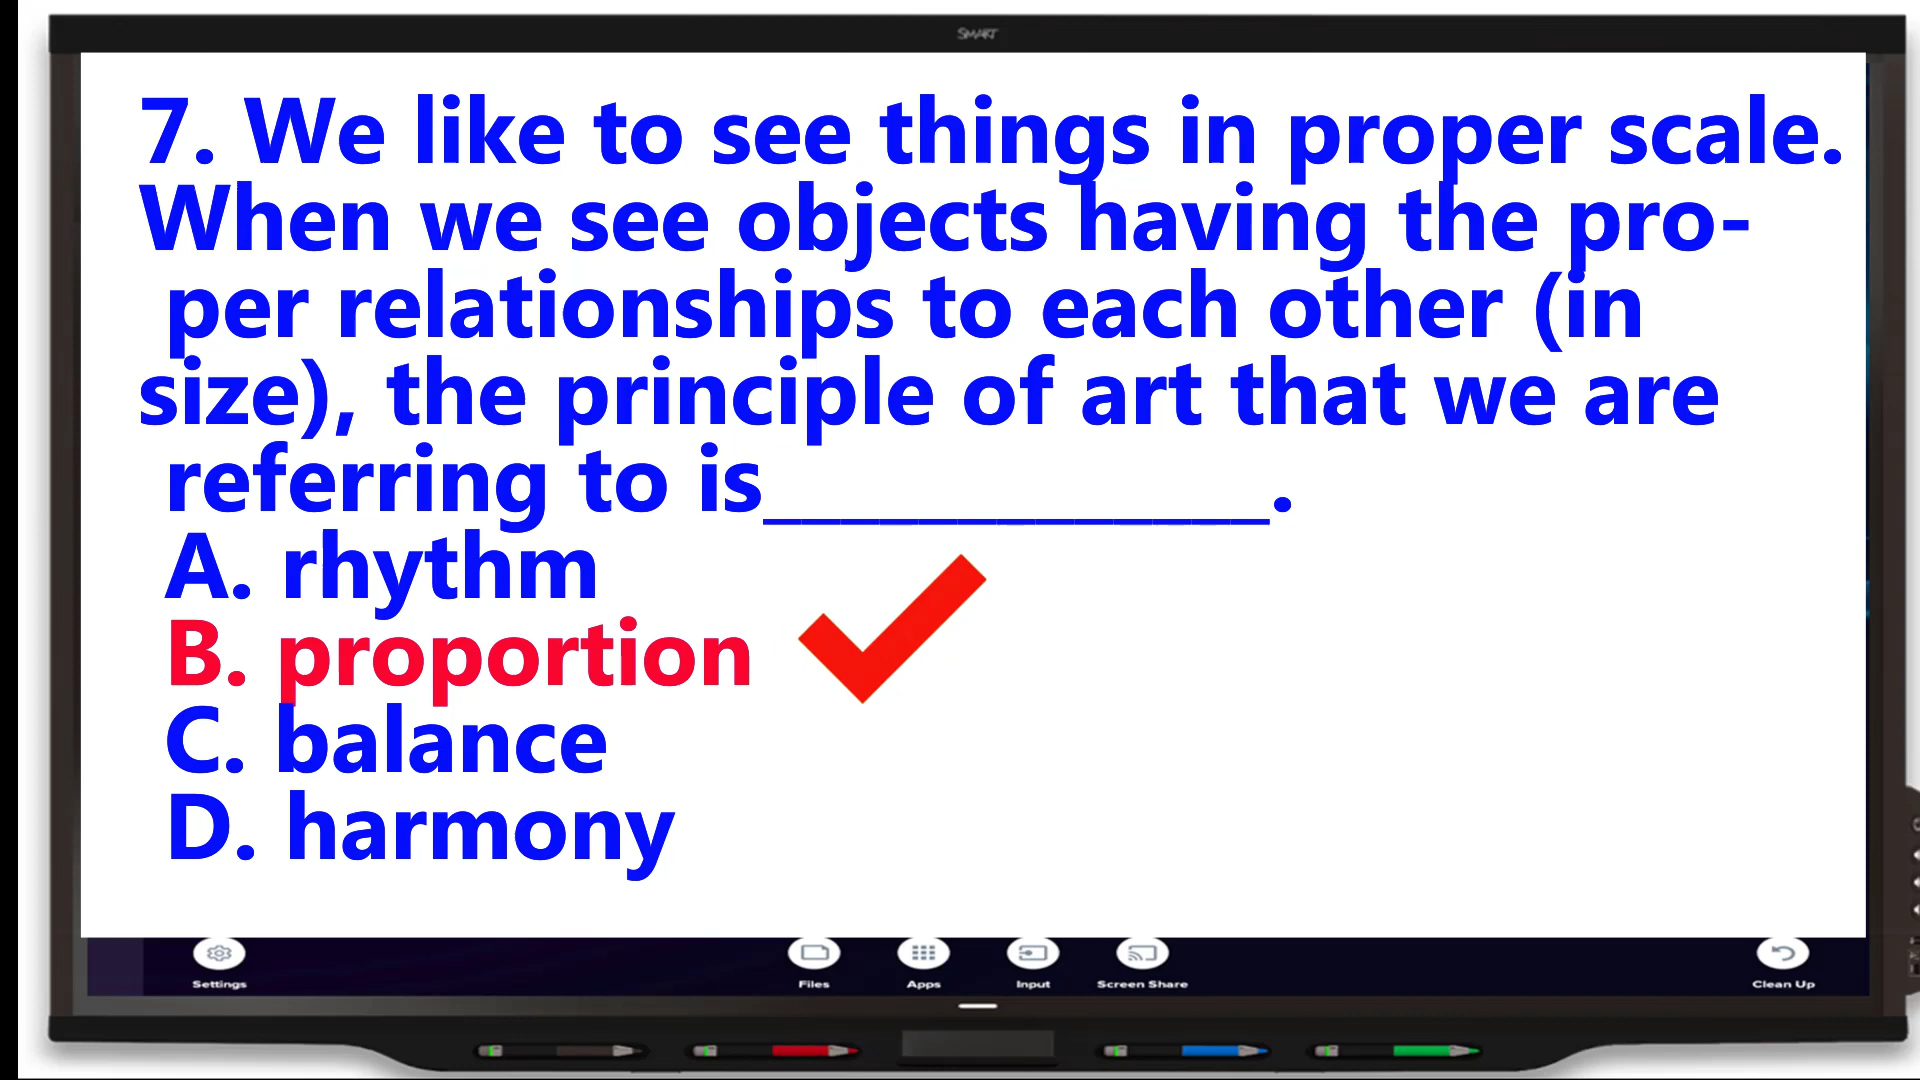 SMART
7. We like to see things in proper scale.
When we see objects having the pro-
per relationships to each other (in
size), the principle of art that we are
referring to is_____________.
A. rhythm
B. proportion
C. balance
D. harmony
Settings
Files
Apps
Input
Screen Share
Clean Up